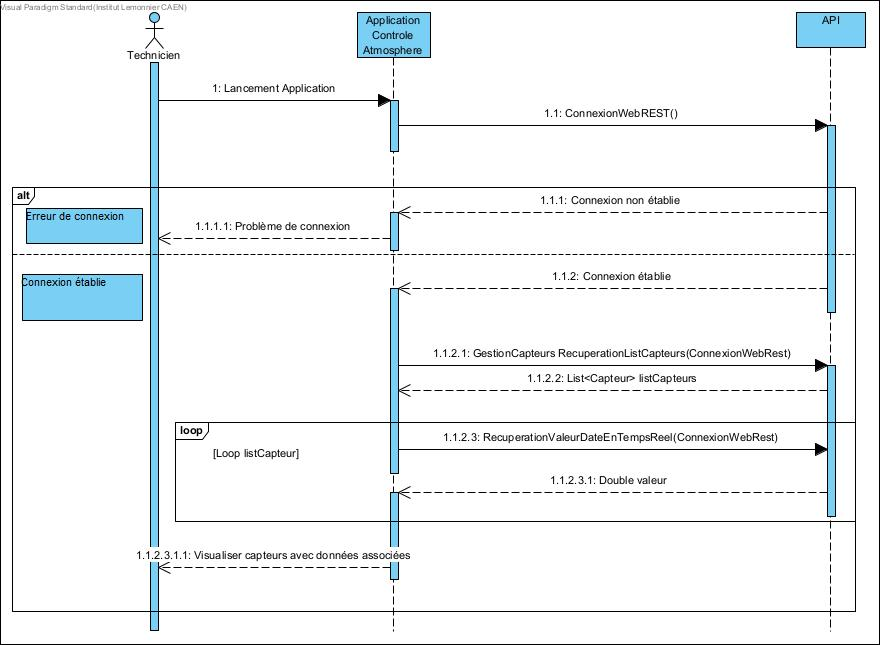 Visual Paradigm Standard(Institut Lemonnier CAEN)
Technicien
Application
Controle
Atmosphere
API
1: Lancement Application
1.1: ConnexionWebREST()
alt
Erreur de connexion
1.1.1: Connexion non établie
1.1.1.1: Problème de connexion
Connexion établie
1.1.2: Connexion établie
1.1.2.1: GestionCapteurs RecuperationListCapteurs(ConnexionWebRest)
1.1.2.2: List<Capteur> listCapteurs
loop
[Loop listCapteur]
1.1.2.3: RecuperationValeurDateEnTempsReel(ConnexionWebRest)
1.1.2.3.1: Double valeur
1.1.2.3.1.1: Visualiser capteurs avec données associées